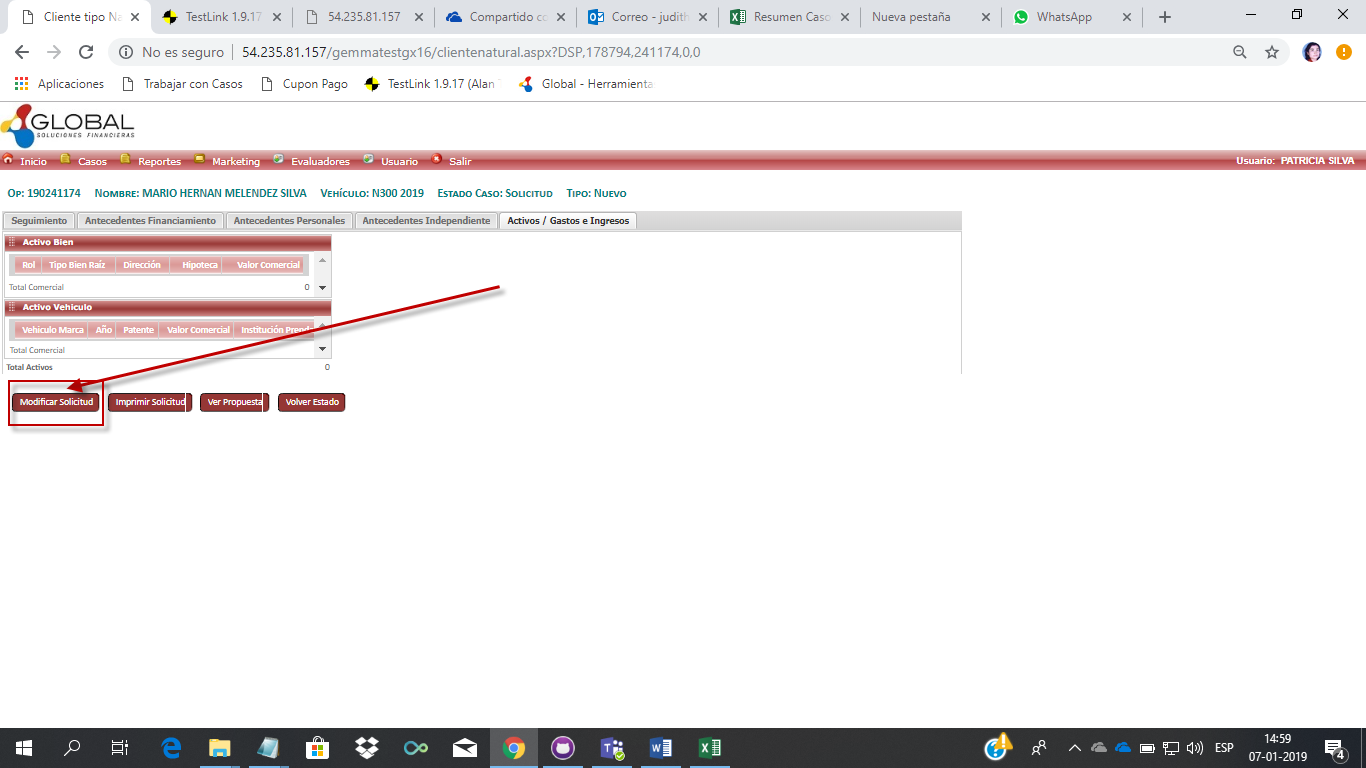 Cliente tipo Na
TestLink 1.9.17
54.235.81.157
Compartido co
Correo - judith
Resumen Caso
Nueva pestaña
WhatsApp
No es seguro 54.235.81.157/gemmatestgx16/clientenatural.aspx?DSP,178794,241174,0,0
Aplicaciones Trabajar con Casos Cupon Pago TestLink 1.9.17 (Alan Global - Herramienta
GLOBAL
SOLUCIONES FINANCIERAS
Inicio Casos Reportes Marketing Evaluadores Usuario Salir Usuario: PATRICIA SILVA
Op: 190241174 Nombre: MARIO HERNAN MELENDEZ SILVA Vehículo: N300 2019 Estado Caso: Solicitud Tipo: Nuevo
Seguimiento Antecedentes Financiamiento Antecedentes Personales Antecedentes Independiente Activos / Gastos e Ingresos
Activo Bien
Rol Tipo Bien Raíz Dirección Hipoteca Valor Comercial
Total Comercial 0
Activo Vehiculo
Vehiculo Marca Año Patente Valor Comercial Institución
Total Comercial
Total Activos 0
Modificar Solicitud Imprimir Solicitud Ver Propuesta Volver Estado
ESP
14:59
07-01-2019
4